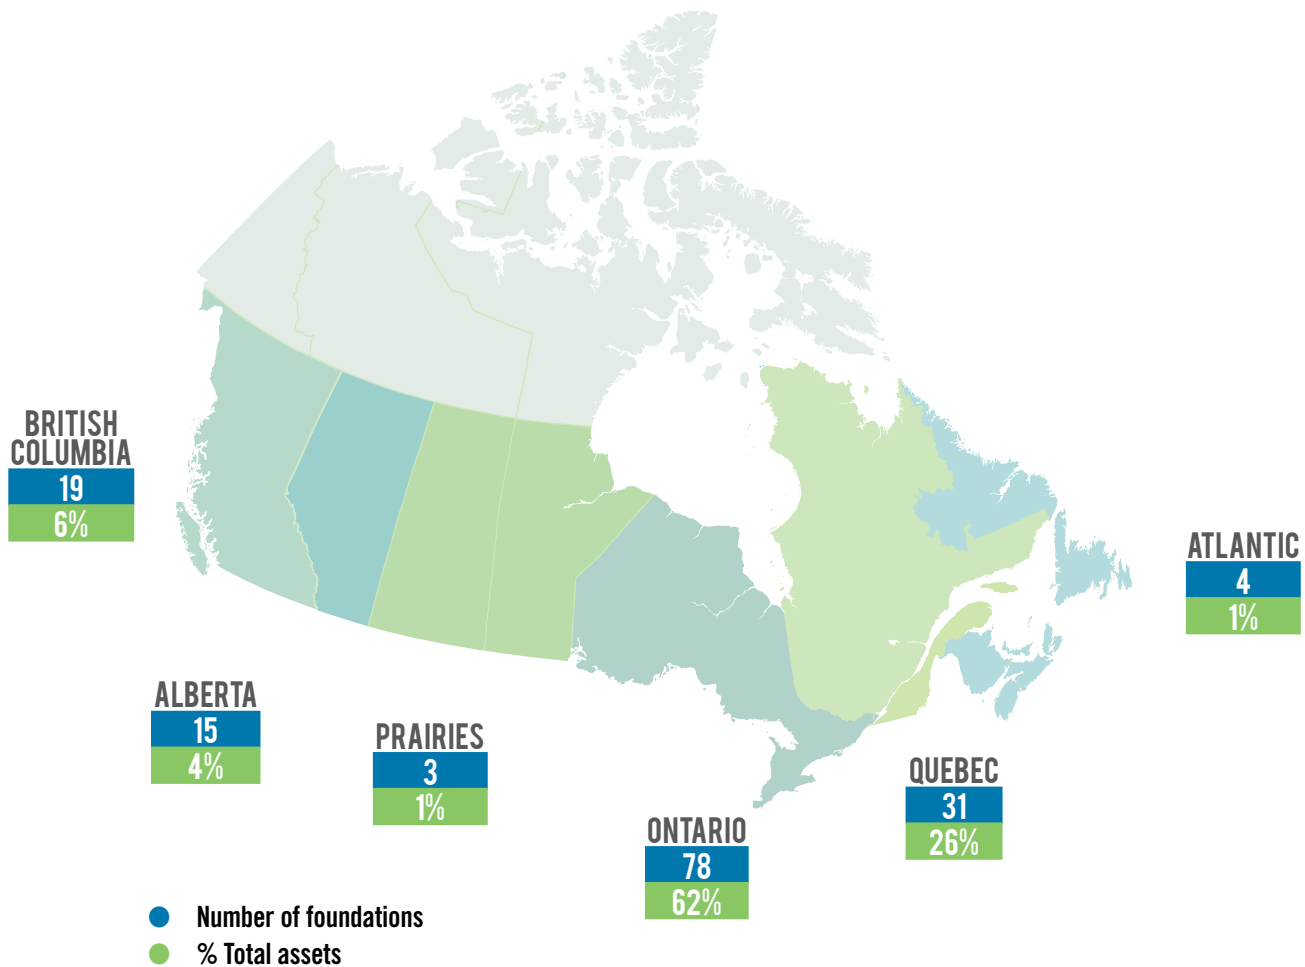 BRITISH
COLUMBIA
19
6%
ALBERTA
15
4%
PRAIRIES
3
1%
ONTARIO
78
62%
QUEBEC
31
26%
ATLANTIC
4
1%
Number of foundations
% Total assets